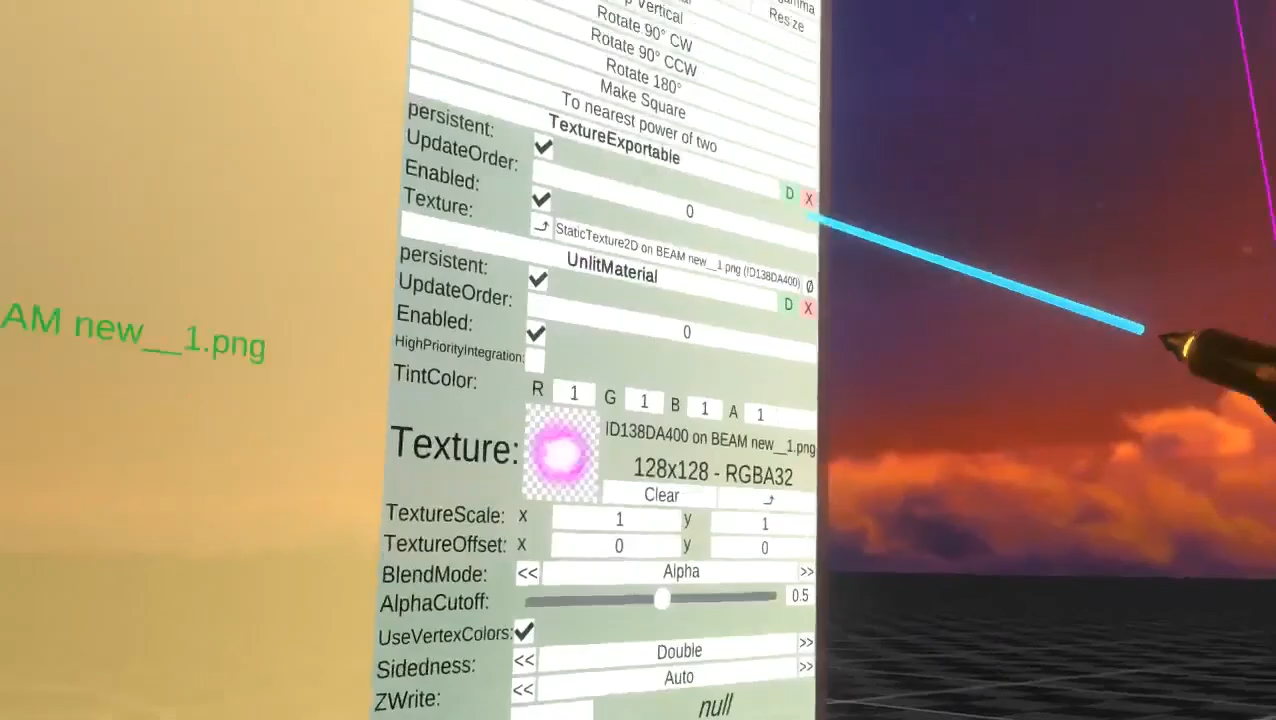 Vertical
Resize
Rotate 90° CW
Rotate 90° CCW
Rotate 180°
Make Square
To nearest power of two
TextureExportable
D X
persistent:
UpdateOrder: 0
Enabled:
Texture: StaticTexture2D on BEAM new__1.png (ID138DA400) Ø
UnlitMaterial
D X
persistent:
UpdateOrder: 0
Enabled:
HighPriorityIntegration:
TintColor: R 1 G 1 B 1 A 1
Texture: ID138DA400 on BEAM new__1.png
128x128 - RGBA32
Clear
TextureScale: x 1 y 1
TextureOffset: x 0 y 0
BlendMode: << Alpha >>
AlphaCutoff: 0.5
UseVertexColors:
Sidedness: << Double >>
ZWrite: << Auto >>
null
AM new__1.png